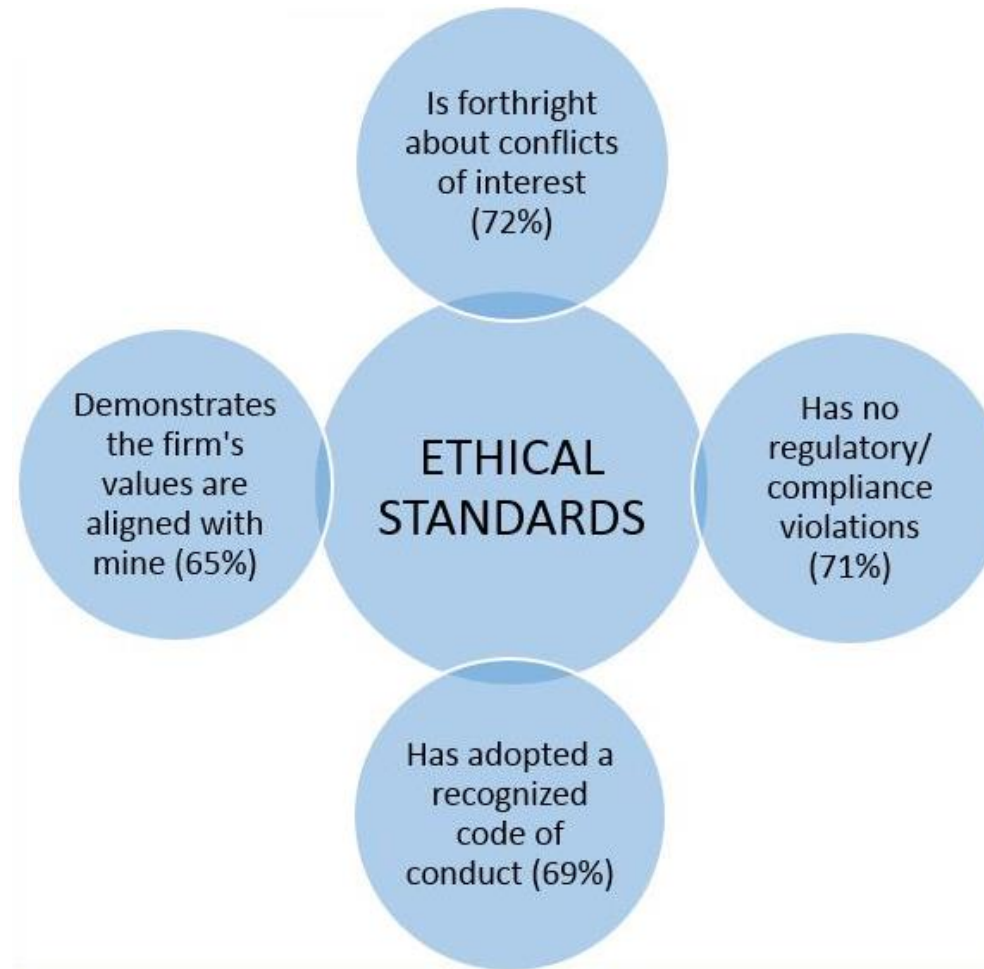 Is forthright
about conflicts
of interest
(72%)
Demonstrates
the firm's
values are
aligned with
mine (65%)
ETHICAL
STANDARDS
Has no
regulatory/
compliance
violations
(71%)
Has adopted a
recognized
code of
conduct (69%)